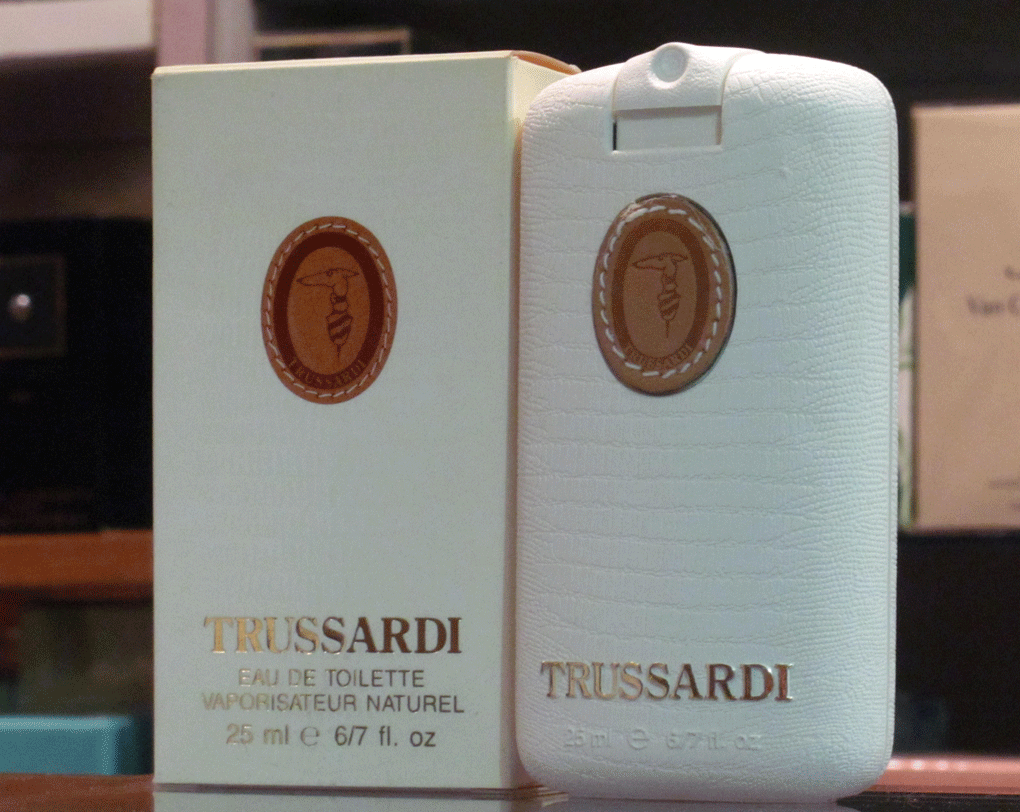 TRUSSARDI
TRUSSARDI
EAU DE TOILETTE
VAPORISATEUR NATUREL
25 ml ℮ 6/7 fl. oz
TRUSSARDI
TRUSSARDI
25 ml ℮ 6/7 fl. oz
Van